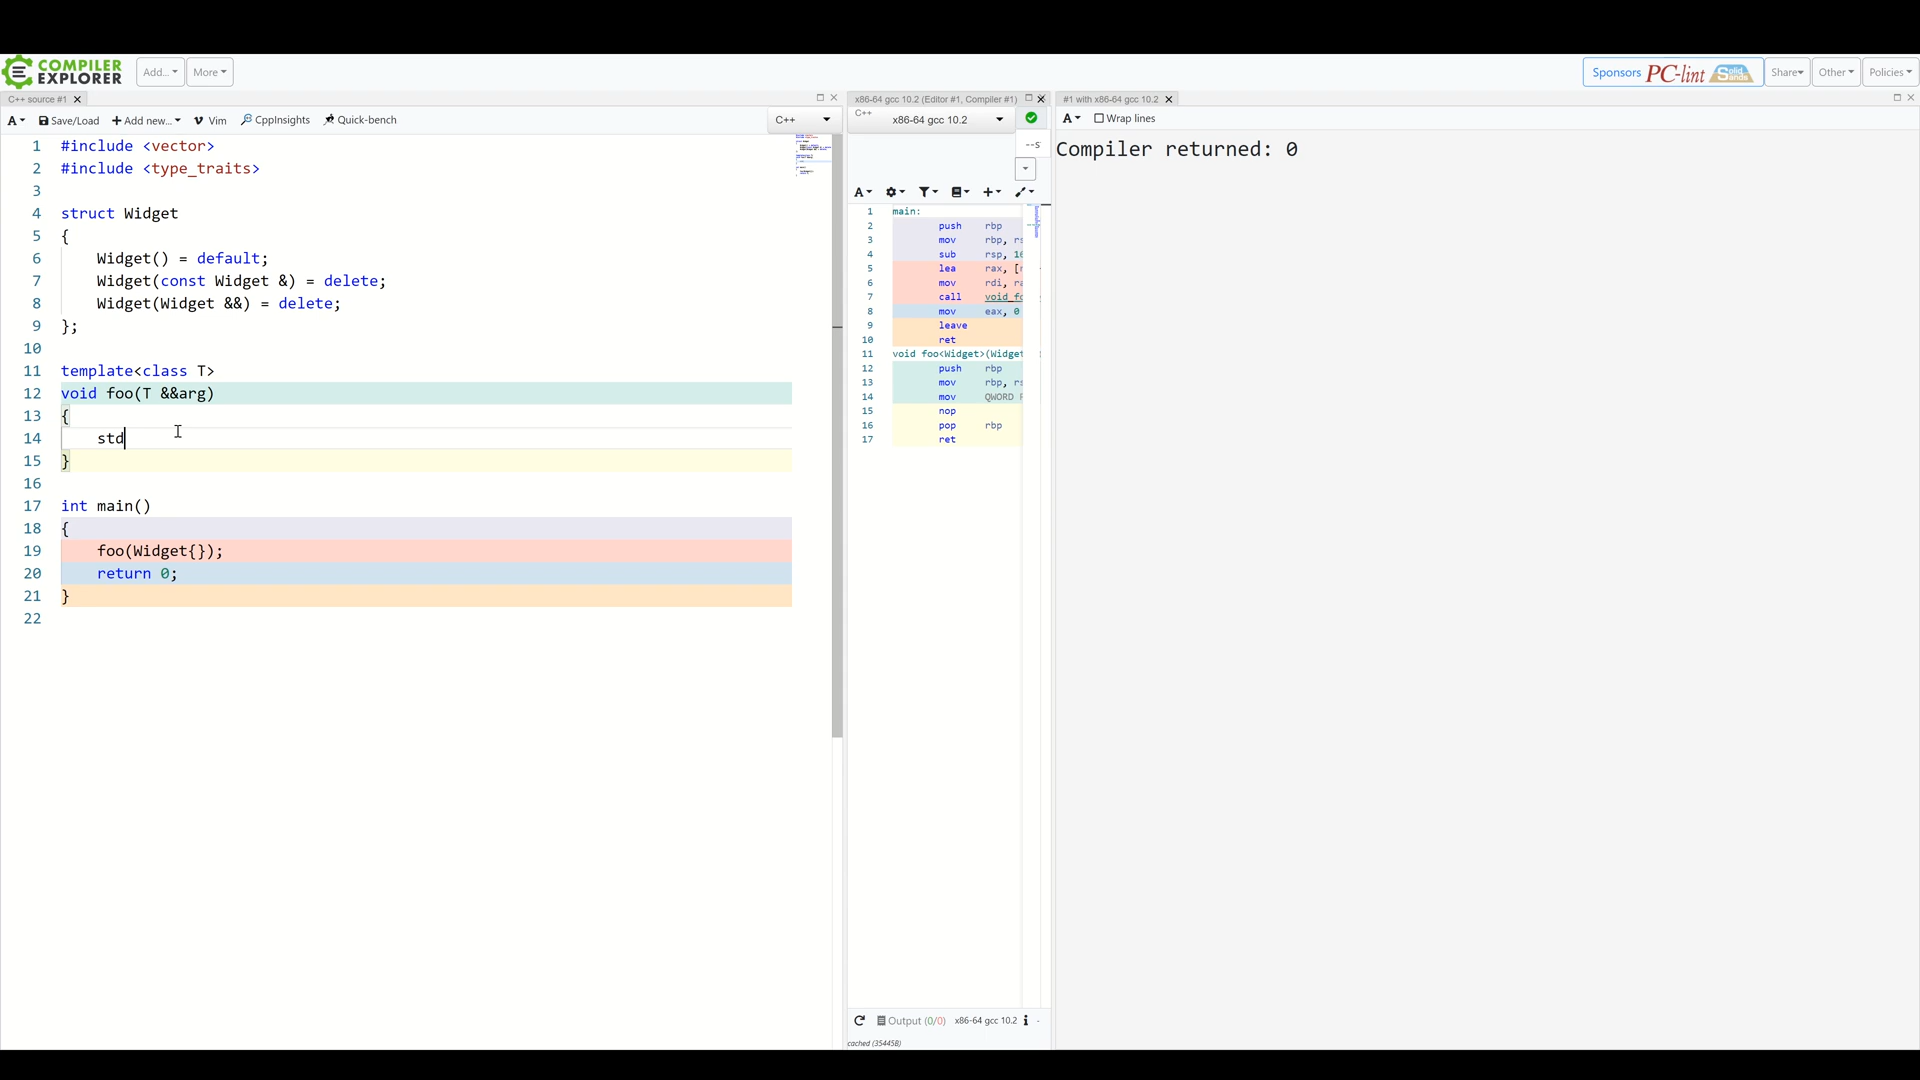 COMPILER
EXPLORER
Add...
More
Sponsors PC-lint Solid Sands
Share
Other
Policies
C++ source #1
A
Save/Load
Add new...
Vim
CppInsights
Quick-bench
C++
1 #include <vector>
2 #include <type_traits>
3
4 struct Widget
5 {
6 Widget() = default;
7 Widget(const Widget &) = delete;
8 Widget(Widget &&) = delete;
9 };
10
11 template<class T>
12 void foo(T &&arg)
13 {
14 std
15 }
16
17 int main()
18 {
19 foo(Widget{});
20 return 0;
21 }
22
x86-64 gcc 10.2 (Editor #1, Compiler #1)
C++
x86-64 gcc 10.2
--s
A
1 main:
2 push rbp
3 mov rbp, rs
4 sub rsp, 16
5 lea rax, [
6 mov rdi, ra
7 call void fo
8 mov eax, 0
9 leave
10 ret
11 void foo<Widget>(Widget
12 push rbp
13 mov rbp, rs
14 mov QWORD P
15 nop
16 pop rbp
17 ret
Output (0/0) x86-64 gcc 10.2 i -
cached (35445B)
#1 with x86-64 gcc 10.2
A
Wrap lines
Compiler returned: 0